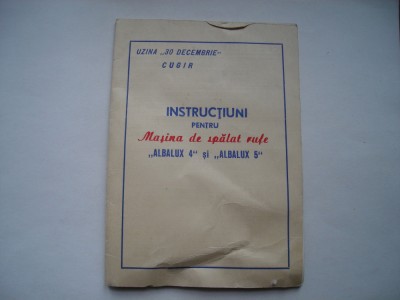 UZINA „30 DECEMBRIE"
CUGIR
INSTRUCȚIUNI
PENTRU
Mașina de spălat rufe
„ALBALUX 4" și „ALBALUX 5"